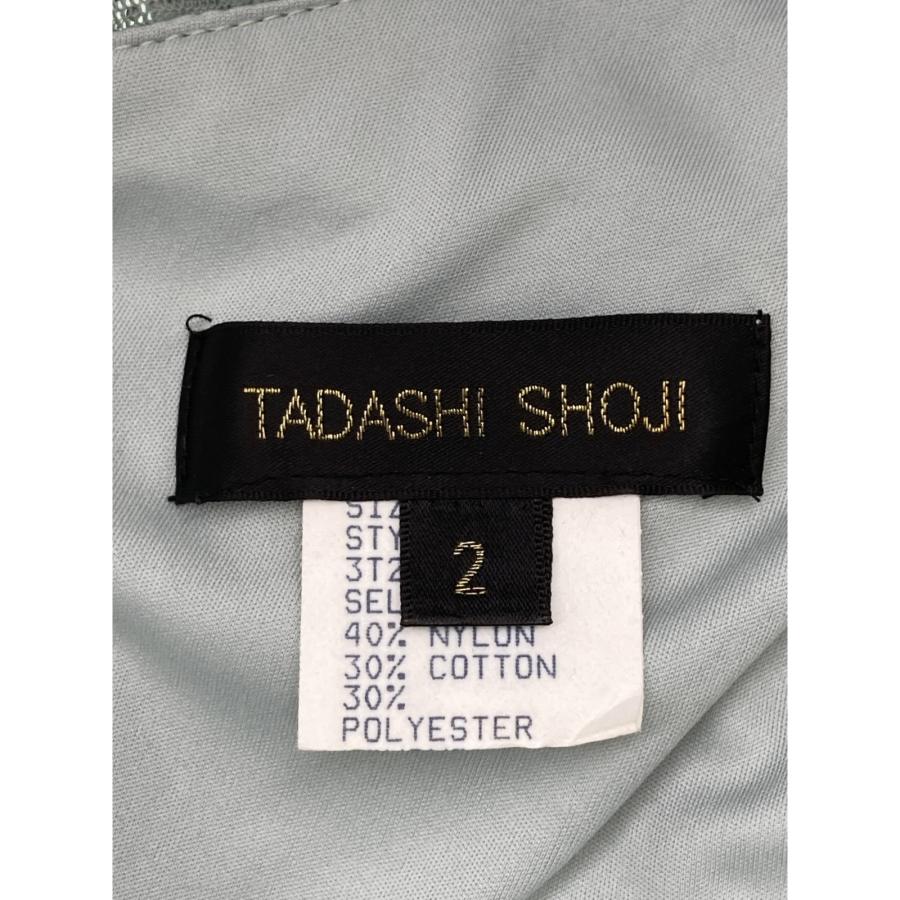 TADASHI SHOJI
2
40% NYLON
30% COTTON
30%
POLYESTER